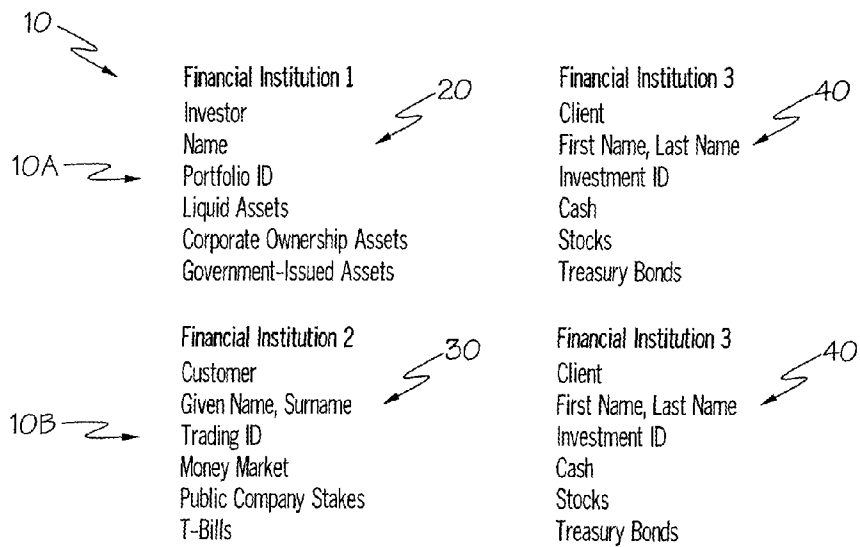 10
Financial Institution 1
Investor
Name
Portfolio ID
Liquid Assets
Corporate Ownership Assets
Government-Issued Assets
20
10A
Financial Institution 3
Client
First Name, Last Name
Investment ID
Cash
Stocks
Treasury Bonds
40
Financial Institution 2
Customer
Given Name, Surname
Trading ID
Money Market
Public Company Stakes
T-Bills
30
10B
Financial Institution 3
Client
First Name, Last Name
Investment ID
Cash
Stocks
Treasury Bonds
40